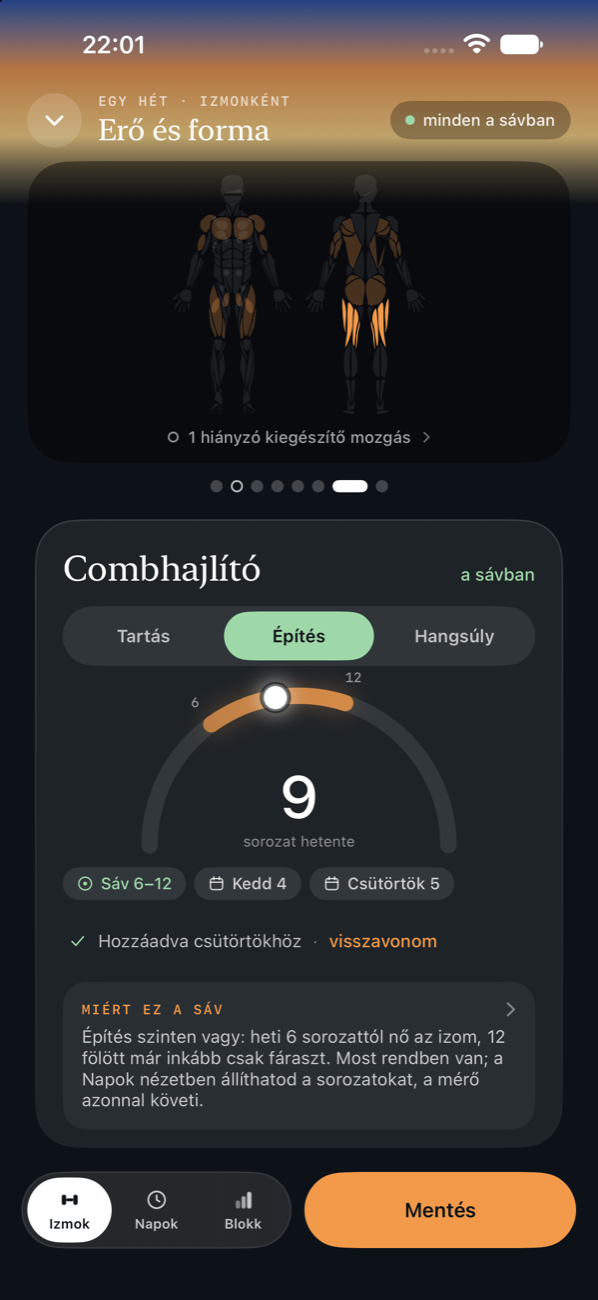 22:01
EGY HÉT · IZMONKÉNT
Erő és forma
minden a sávban
1 hiányzó kiegészítő mozgás
Combhajlító
a sávban
Tartás
Építés
Hangsúly
6
12
9
sorozat hetente
Sáv 6–12
Kedd 4
Csütörtök 5
Hozzáadva csütörtökhöz · visszavonom
MIÉRT EZ A SÁV
Építés szinten vagy: heti 6 sorozattól nő az izom, 12
fölött már inkább csak fáraszt. Most rendben van; a
Napok nézetben állíthatod a sorozatokat, a mérő
azonnal követi.
Izmok
Napok
Blokk
Mentés